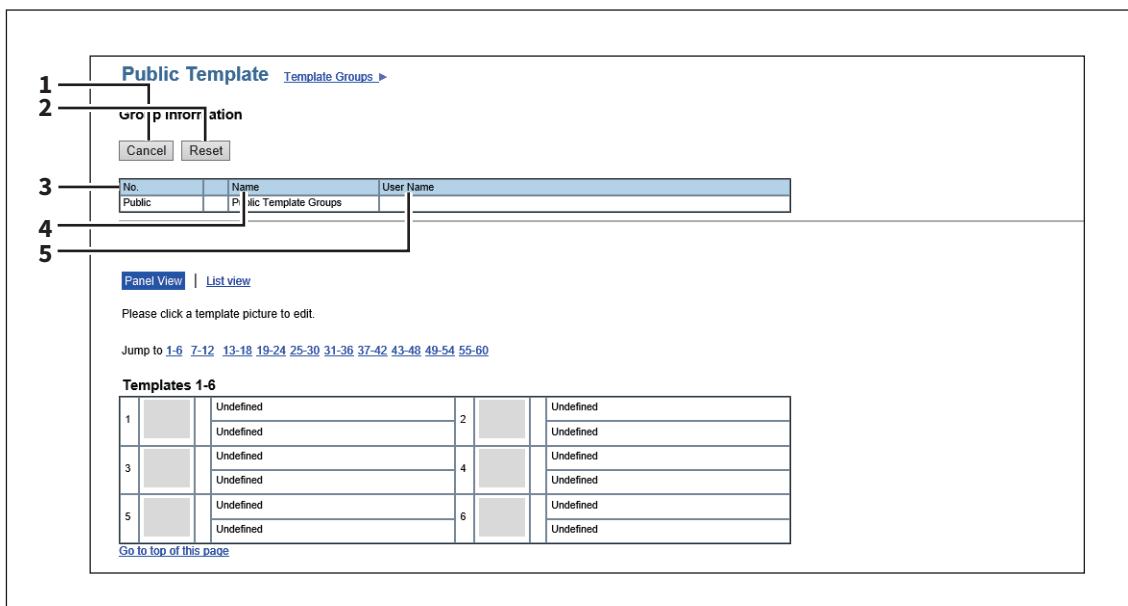 Public Template Template Groups ▶
1
2
Group Information
Cancel Reset
3
No. Name User Name
Public Public Template Groups
4
5
Panel View | List view
Please click a template picture to edit.
Jump to 1-6 7-12 13-18 19-24 25-30 31-36 37-42 43-48 49-54 55-60
Templates 1-6
1 Undefined 2 Undefined
Undefined Undefined
3 Undefined 4 Undefined
Undefined Undefined
5 Undefined 6 Undefined
Undefined Undefined
Go to top of this page